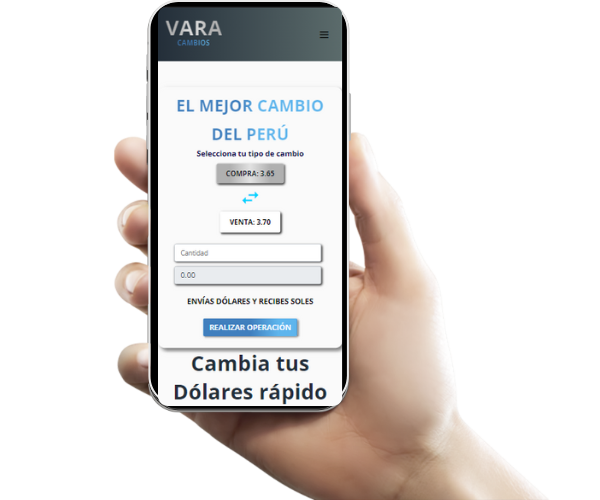 VARA
CAMBIOS
EL MEJOR CAMBIO
DEL PERÚ
Selecciona tu tipo de cambio
COMPRA: 3.65
VENTA: 3.70
Cantidad
0.00
ENVÍAS DÓLARES Y RECIBES SOLES
REALIZAR OPERACIÓN
Cambia tus
Dólares rápido